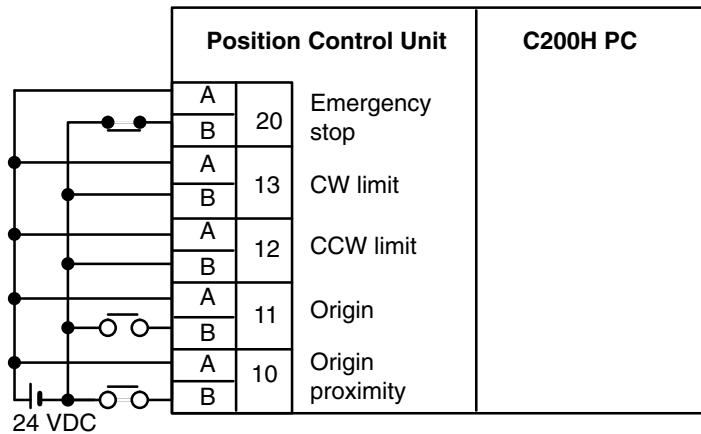 Position Control Unit
C200H PC
A
B
20
Emergency
stop
A
B
13
CW limit
A
B
12
CCW limit
A
B
11
Origin
A
B
10
Origin
proximity
24 VDC